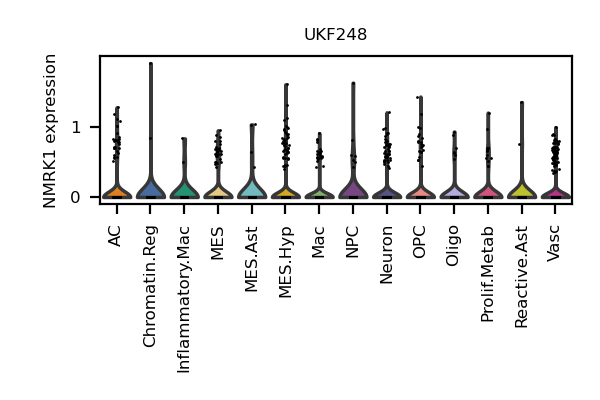 UKF248
NMRK1 expression
1
0
AC
Chromatin.Reg
Inflammatory.Mac
MES
MES.Ast
MES.Hyp
Mac
NPC
Neuron
OPC
Oligo
Prolif.Metab
Reactive.Ast
Vasc